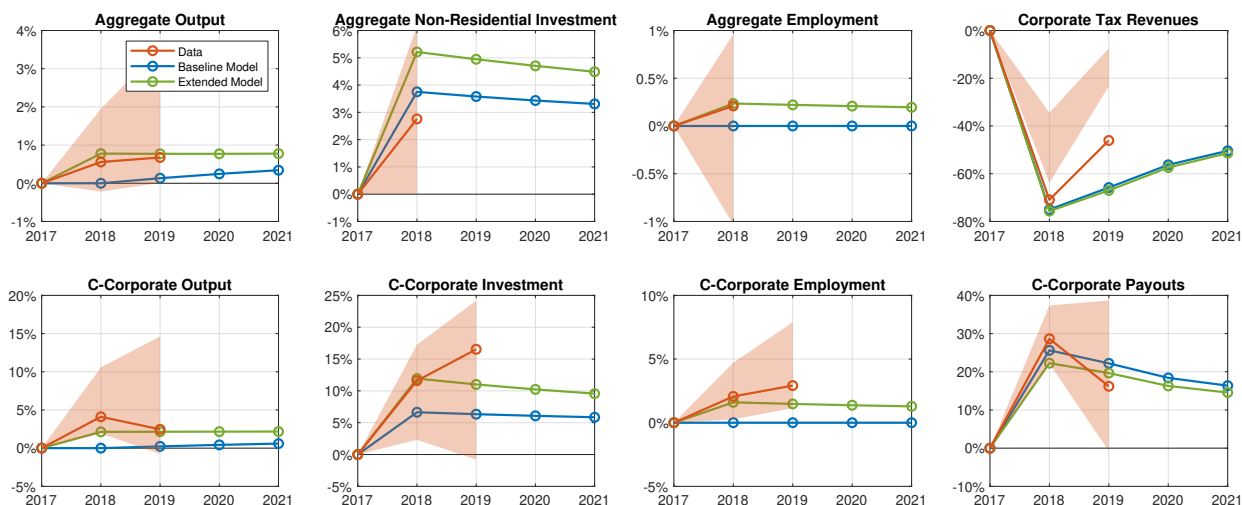 Aggregate Output
4%
3%
2%
1%
0%
-1%
2017 2018 2019 2020 2021
Data
Baseline Model
Extended Model
Aggregate Non-Residential Investment
6%
5%
4%
3%
2%
1%
0%
-1%
2017 2018 2019 2020 2021
Aggregate Employment
1%
0.5%
0%
-0.5%
-1%
2017 2018 2019 2020 2021
Corporate Tax Revenues
0%
-20%
-40%
-60%
-80%
2017 2018 2019 2020 2021
C-Corporate Output
20%
15%
10%
5%
0%
-5%
2017 2018 2019 2020 2021
C-Corporate Investment
25%
20%
15%
10%
5%
0%
-5%
2017 2018 2019 2020 2021
C-Corporate Employment
10%
5%
0%
-5%
2017 2018 2019 2020 2021
C-Corporate Payouts
40%
30%
20%
10%
0%
-10%
2017 2018 2019 2020 2021